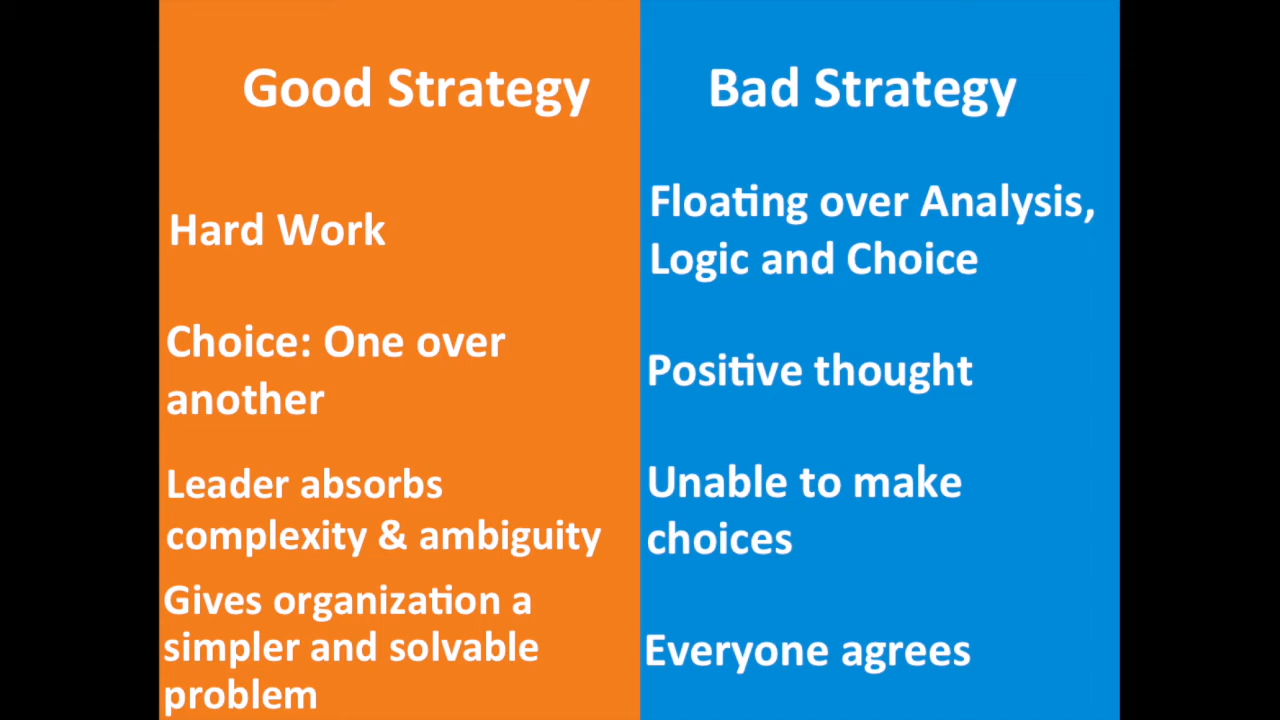 Good Strategy
Hard Work
Choice: One over
another
Leader absorbs
complexity & ambiguity
Gives organization a
simpler and solvable
problem
Bad Strategy
Floating over Analysis,
Logic and Choice
Positive thought
Unable to make
choices
Everyone agrees